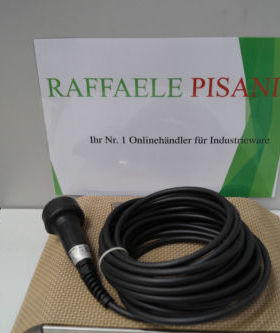 RAFFAELE PISANI
Ihr Nr. 1 Onlinehändler für Industrieware